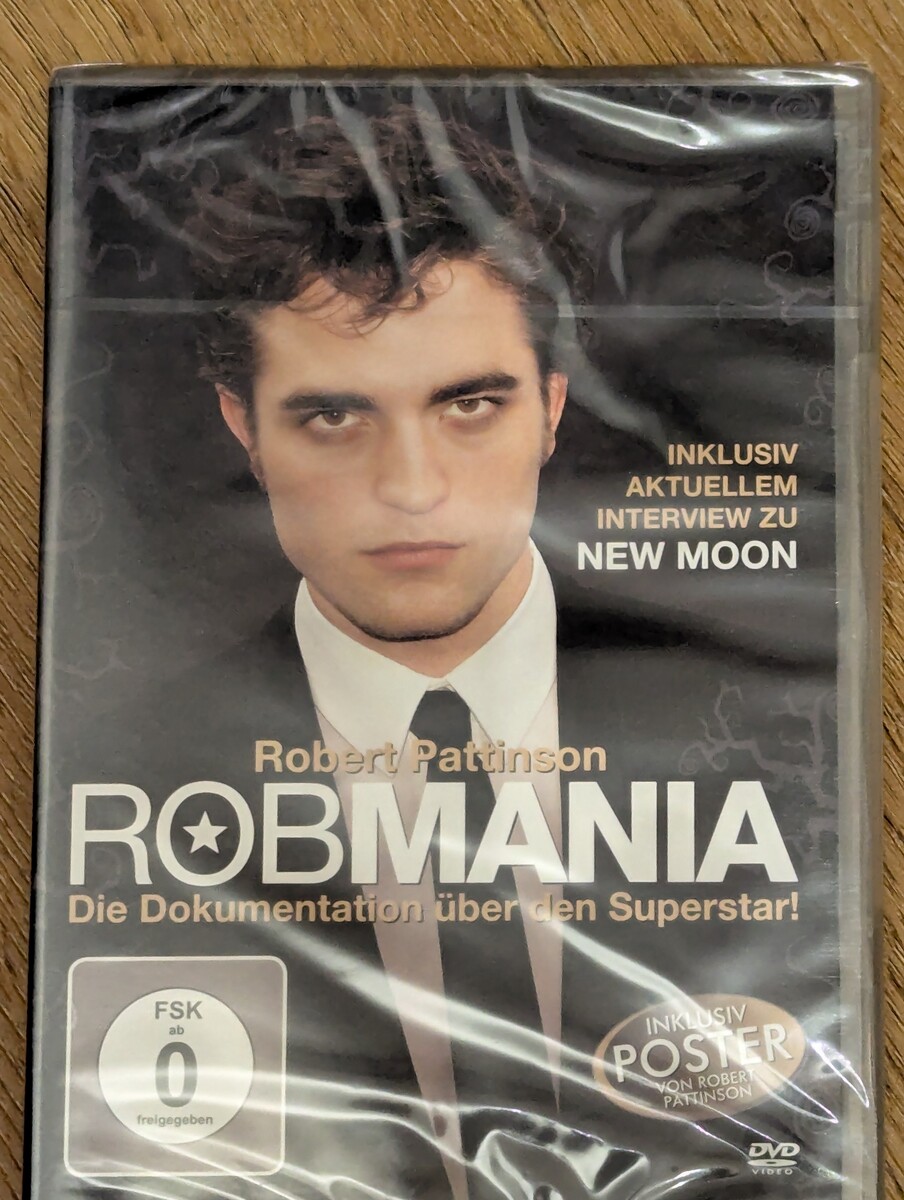 INKLUSIV
AKTUELLEM
INTERVIEW ZU
NEW MOON
Robert Pattinson
ROBMANIA
Die Dokumentation über den Superstar!
FSK
ab
0
freigegeben
INKLUSIV
POSTER
VON ROBERT
PATTINSON
DVD
VIDEO